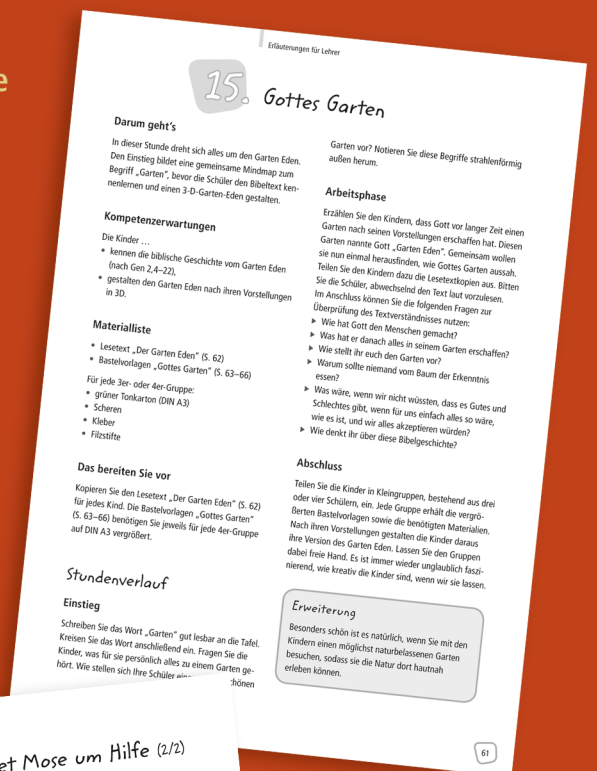 e
Erläuterungen für Lehrer
15. Gottes Garten
Darum geht's
In dieser Stunde dreht sich alles um den Garten Eden.
Den Einstieg bildet eine gemeinsame Mindmap zum
Begriff „Garten", bevor die Schüler den Bibeltext ken-
nenlernen und einen 3-D-Garten-Eden gestalten.
Kompetenzerwartungen
Die Kinder …
• kennen die biblische Geschichte vom Garten Eden
(nach Gen 2,4–22),
• gestalten den Garten Eden nach ihren Vorstellungen
in 3D.
Materialliste
• Lesetext „Der Garten Eden" (S. 62)
• Bastelvorlagen „Gottes Garten" (S. 63–66)
Für jede 3er- oder 4er-Gruppe:
• grüner Tonkarton (DIN A3)
• Scheren
• Kleber
• Filzstifte
Das bereiten Sie vor
Kopieren Sie den Lesetext „Der Garten Eden" (S. 62)
für jedes Kind. Die Bastelvorlagen „Gottes Garten"
(S. 63–66) benötigen Sie jeweils für jede 4er-Gruppe
auf DIN A3 vergrößert.
Stundenverlauf
Einstieg
Schreiben Sie das Wort „Garten" gut lesbar an die Tafel.
Kreisen Sie das Wort anschließend ein. Fragen Sie die
Kinder, was für sie persönlich alles zu einem Garten ge-
hört. Wie stellen sich Ihre Schüler schönen
Garten vor? Notieren Sie diese Begriffe strahlenförmig
außen herum.
Arbeitsphase
Erzählen Sie den Kindern, dass Gott vor langer Zeit einen
Garten nach seinen Vorstellungen erschaffen hat. Diesen
Garten nannte Gott „Garten Eden". Gemeinsam wollen
sie nun einmal herausfinden, wie Gottes Garten aussah.
Teilen Sie den Kindern dazu die Lesetextkopien aus. Bitten
Sie die Schüler, abwechselnd den Text laut vorzulesen.
Im Anschluss können Sie die folgenden Fragen zur
Überprüfung des Textverständnisses nutzen:
▶ Wie hat Gott den Menschen gemacht?
▶ Was hat er danach alles in seinem Garten erschaffen?
▶ Wie stellt ihr euch den Garten vor?
▶ Warum sollte niemand vom Baum der Erkenntnis
essen?
▶ Was wäre, wenn wir nicht wüssten, dass es Gutes und
Schlechtes gibt, wenn für uns einfach alles so wäre,
wie es ist, und wir alles akzeptieren würden?
▶ Wie denkt ihr über diese Bibelgeschichte?
Abschluss
Teilen Sie die Kinder in Kleingruppen, bestehend aus drei
oder vier Schülern, ein. Jede Gruppe erhält die vergrö-
ßerten Bastelvorlagen sowie die benötigten Materialien.
Nach ihren Vorstellungen gestalten die Kinder daraus
ihre Version des Garten Eden. Lassen Sie den Gruppen
dabei freie Hand. Es ist immer wieder unglaublich faszi-
nierend, wie kreativ die Kinder sind, wenn wir sie lassen.
Erweiterung
Besonders schön ist es natürlich, wenn Sie mit den
Kindern einen möglichst naturbelassenen Garten
besuchen, sodass sie die Natur dort hautnah
erleben können.
61
et Mose um Hilfe (2/2)